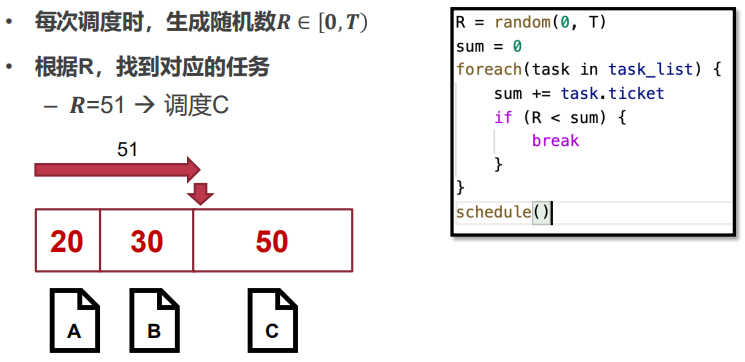 • 每次调度时，生成随机数R ∈ [0, T)
• 根据R，找到对应的任务
– R=51 → 调度C
51
20 30 50
A B C
R = random(0, T)
sum = 0
foreach(task in task_list) {
    sum += task.ticket
    if (R < sum) {
        break
    }
}
schedule()